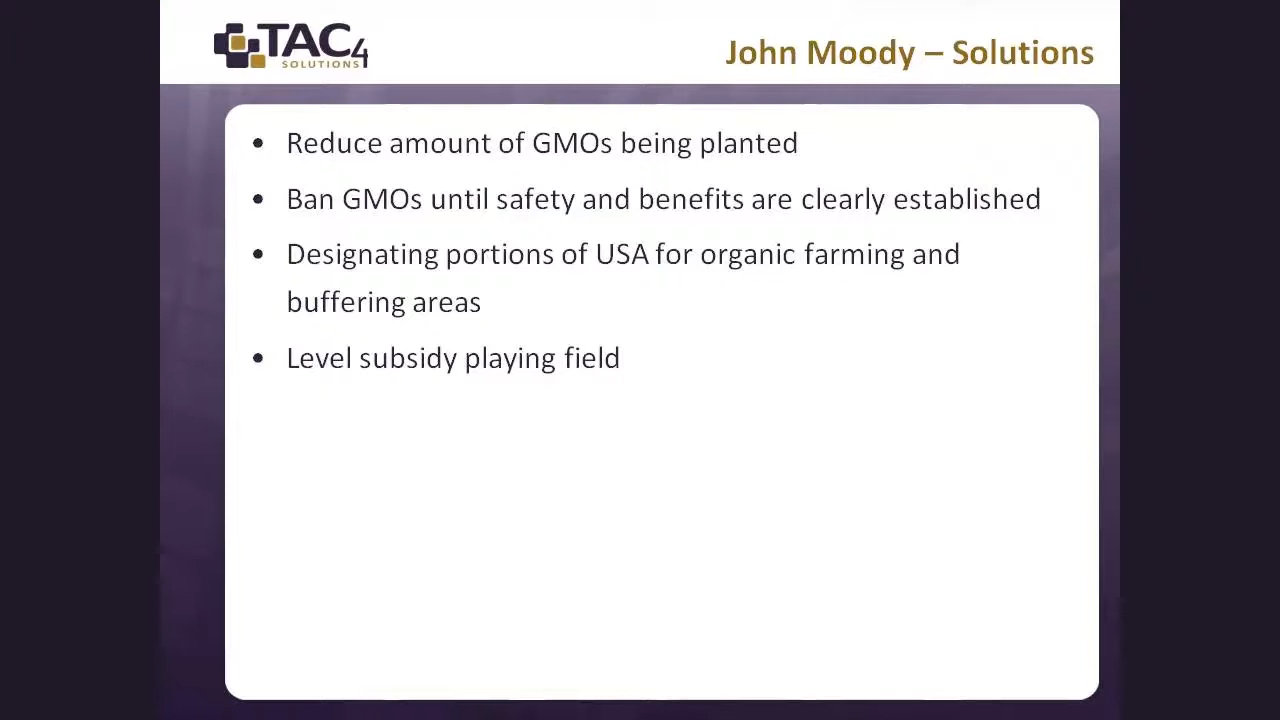 TAC4
SOLUTIONS
John Moody – Solutions
• Reduce amount of GMOs being planted
• Ban GMOs until safety and benefits are clearly established
• Designating portions of USA for organic farming and
buffering areas
• Level subsidy playing field